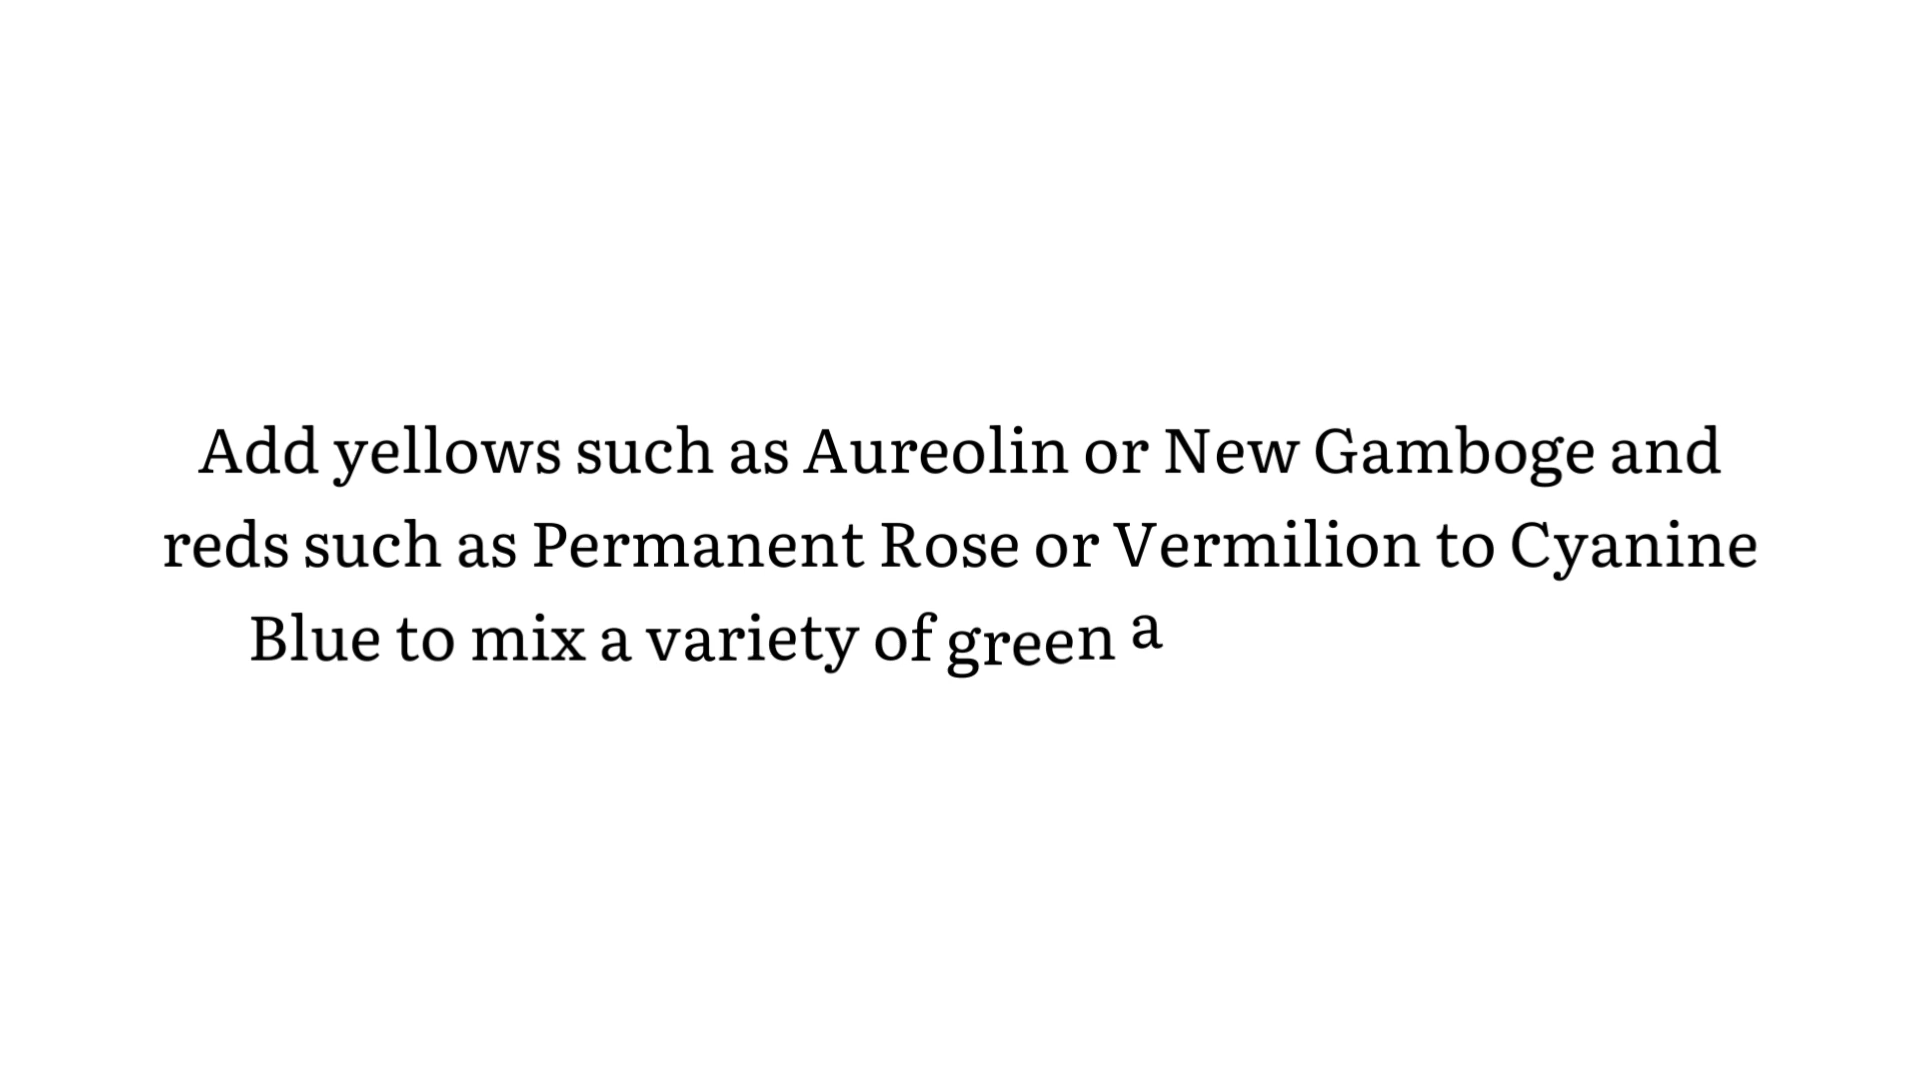 Add yellows such as Aureolin or New Gamboge and
reds such as Permanent Rose or Vermilion to Cyanine
Blue to mix a variety of green a